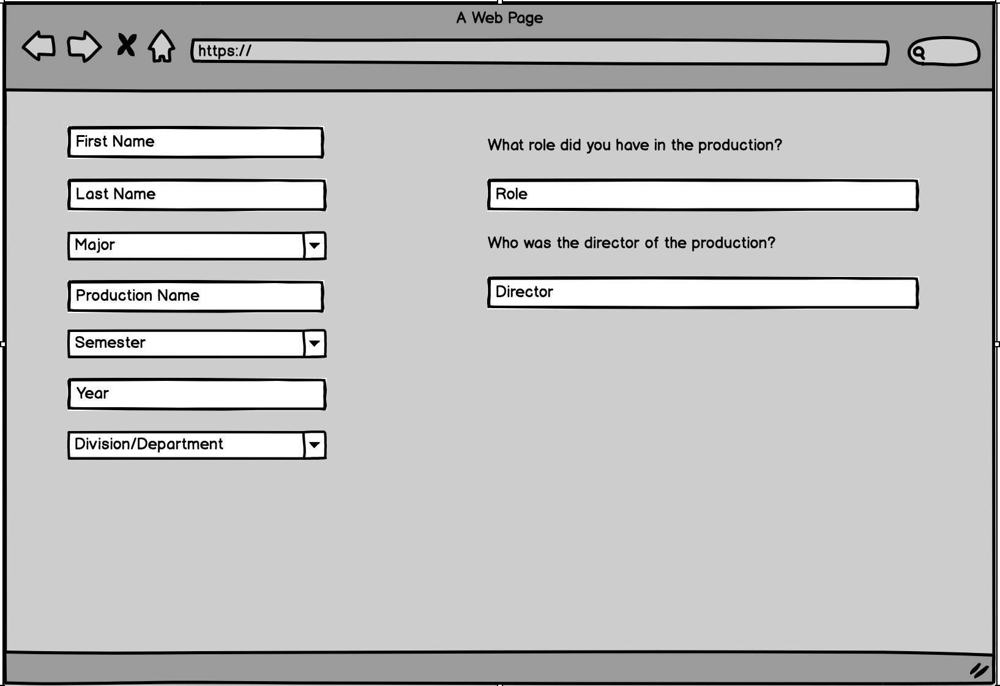 A Web Page
https://
First Name
Last Name
Major
Production Name
Semester
Year
Division/Department
What role did you have in the production?
Role
Who was the director of the production?
Director